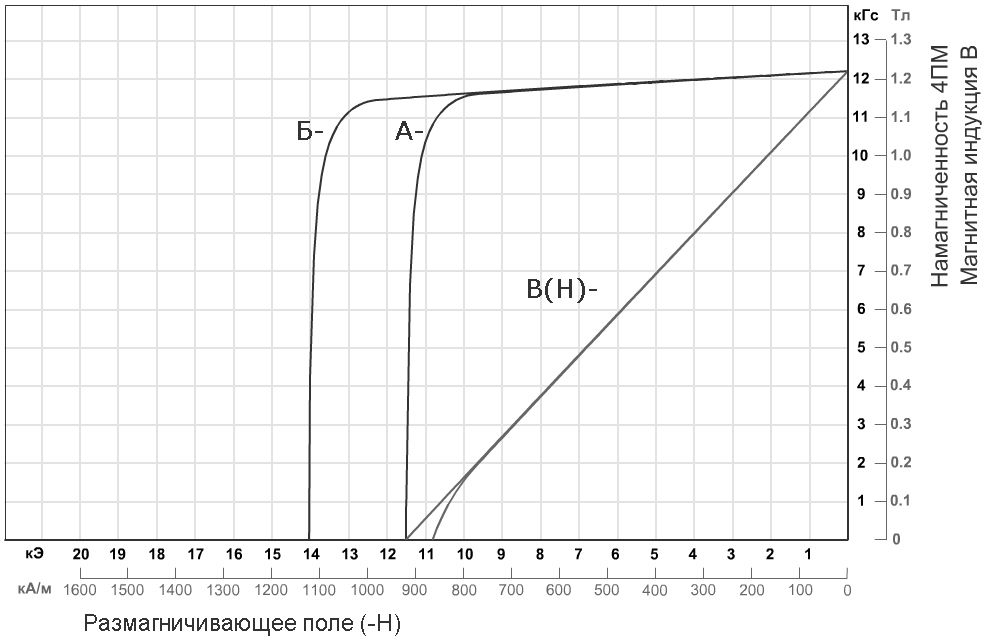 кГс Тл
13 1.3
12 1.2
11 1.1
10 1.0
9 0.9
8 0.8
7 0.7
6 0.6
5 0.5
4 0.4
3 0.3
2 0.2
1 0.1
0
Намагниченность 4ПМ
Магнитная индукция В
Б-
А-
В(Н)-
кЭ 20 19 18 17 16 15 14 13 12 11 10 9 8 7 6 5 4 3 2 1
кА/м 1600 1500 1400 1300 1200 1100 1000 900 800 700 600 500 400 300 200 100 0
Размагничивающее поле (-Н)